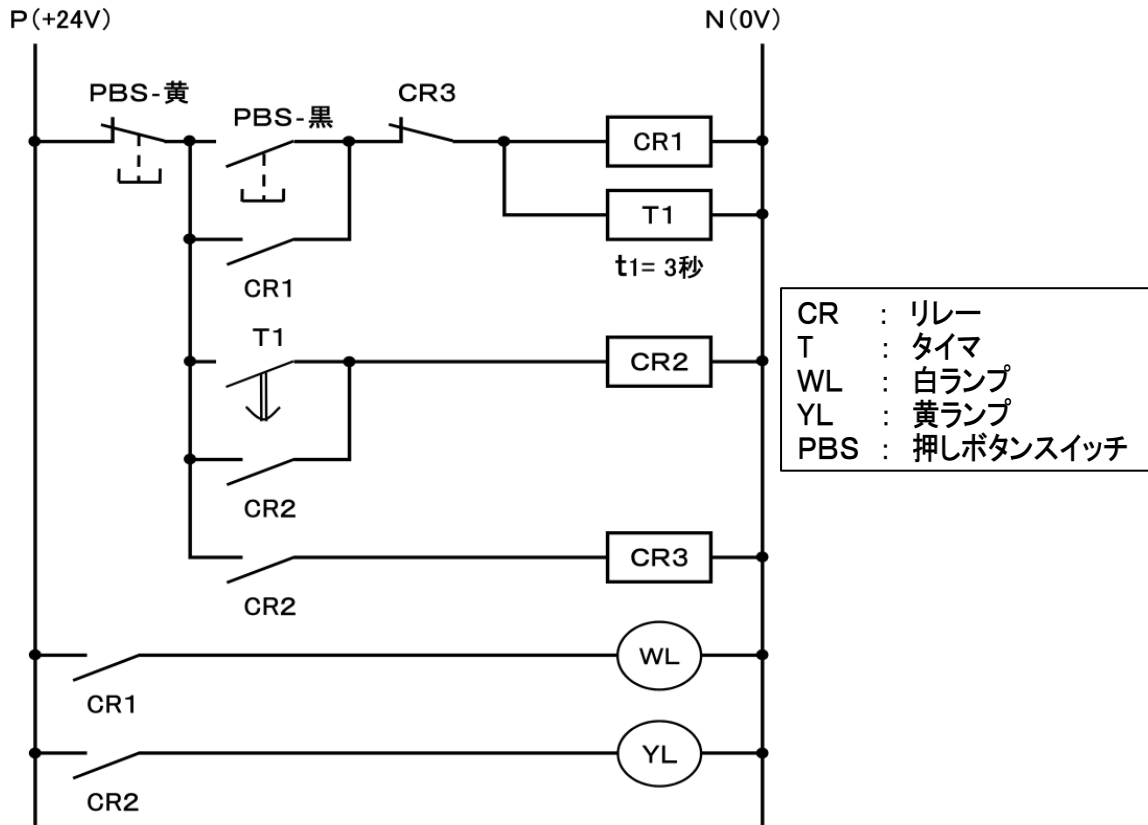 P(+24V)
N(0V)
PBS-黄
PBS-黒
CR3
CR1
T1
t1= 3秒
CR1
T1
CR2
CR2
CR3
CR2
WL
CR1
YL
CR2
CR : リレー
T : タイマ
WL : 白ランプ
YL : 黄ランプ
PBS : 押しボタンスイッチ